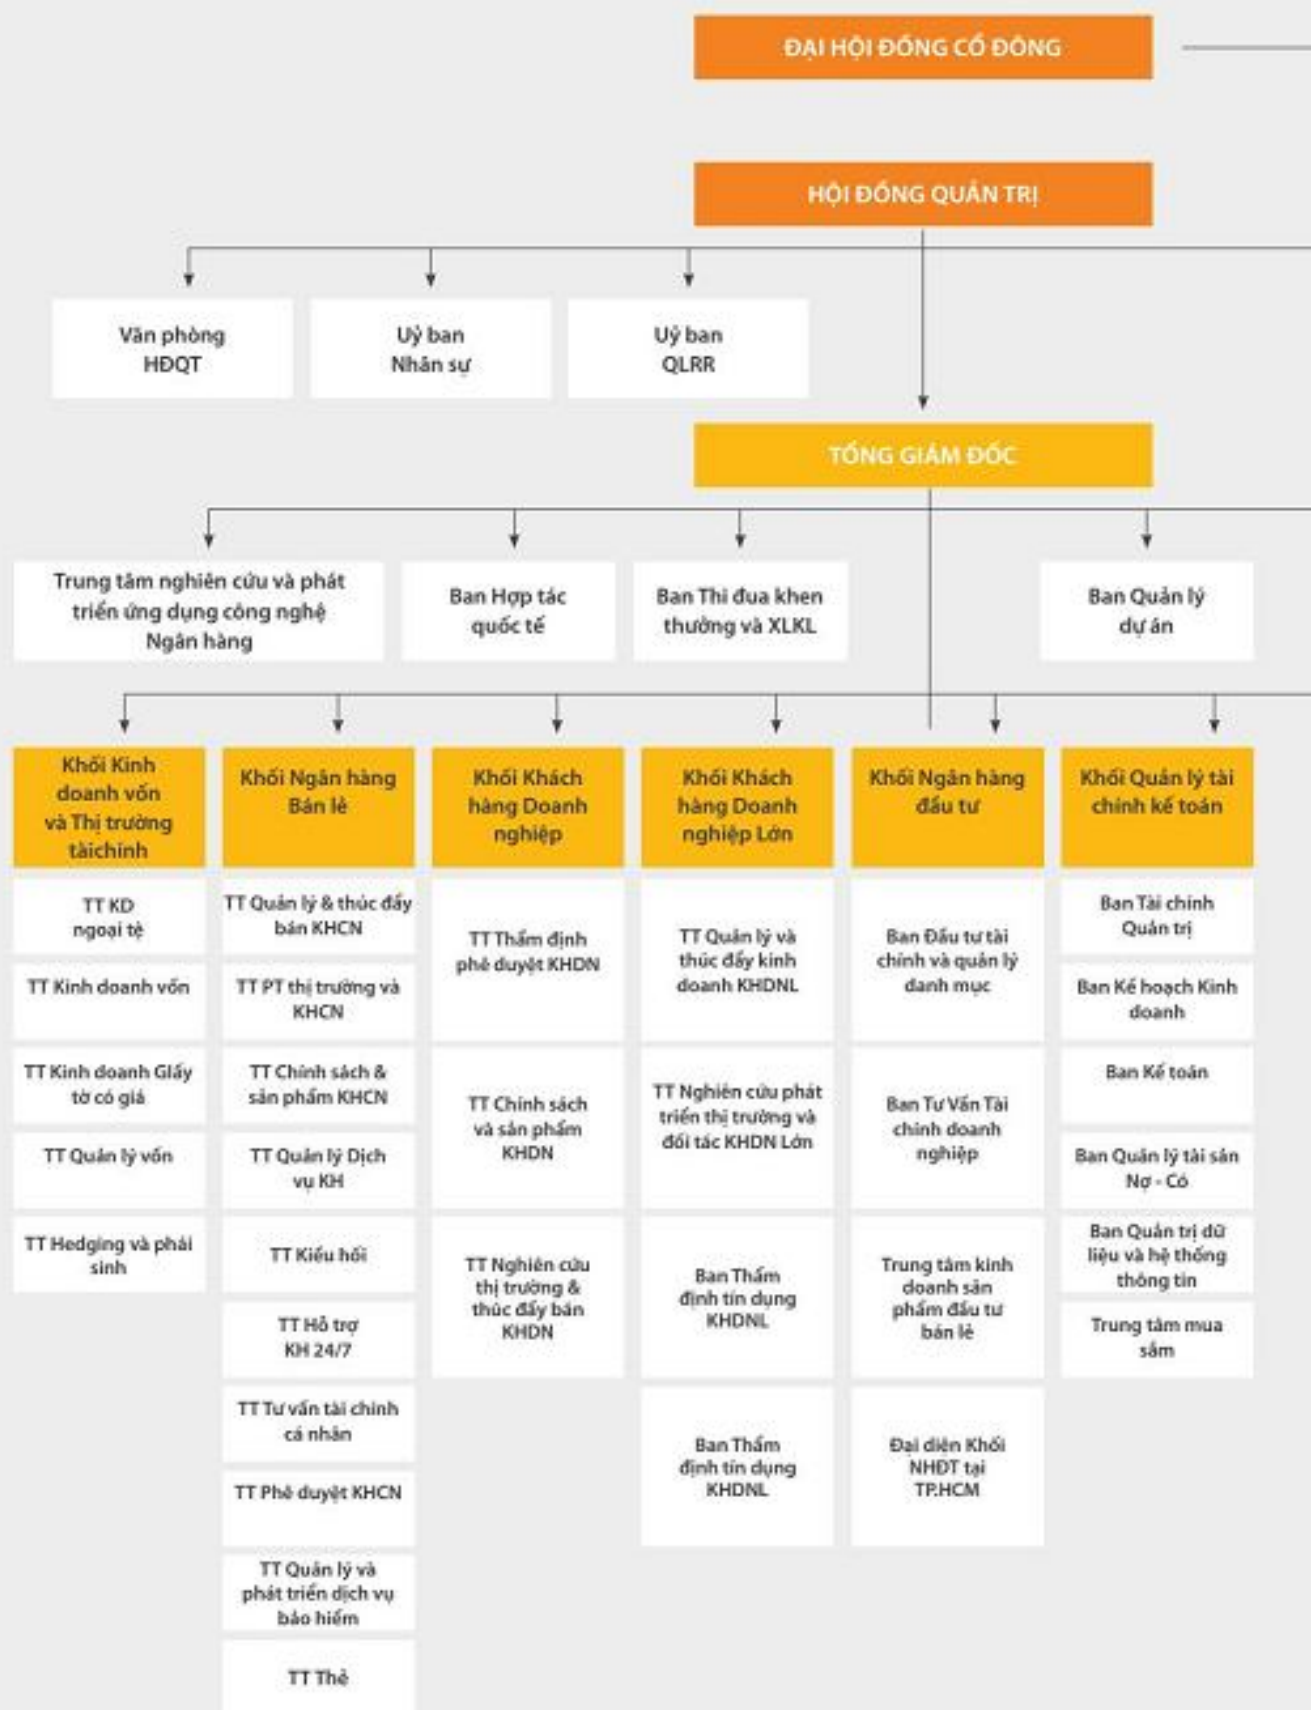 ĐẠI HỘI ĐỒNG CỔ ĐÔNG
HỘI ĐỒNG QUẢN TRỊ
Văn phòng
HĐQT
Uỷ ban
Nhân sự
Uỷ ban
QLRR
TỔNG GIÁM ĐỐC
Trung tâm nghiên cứu và phát
triển ứng dụng công nghệ
Ngân hàng
Ban Hợp tác
quốc tế
Ban Thi đua khen
thưởng và XLKL
Ban Quản lý
dự án
Khối Kinh
doanh vốn
và Thị trường
tàichính
TT KD
ngoại tệ
TT Kinh doanh vốn
TT Kinh doanh Giấy
tờ có giá
TT Quản lý vốn
TT Hedging và phái
sinh
Khối Ngân hàng
Bán lẻ
TT Quản lý & thúc đẩy
bán KHCN
TT PT thị trường và
KHCN
TT Chính sách &
sản phẩm KHCN
TT Quản lý Dịch
vụ KH
TT Kiều hối
TT Hỗ trợ
KH 24/7
TT Tư vấn tài chính
cá nhân
TT Phê duyệt KHCN
TT Quản lý và
phát triển dịch vụ
bảo hiểm
TT Thẻ
Khối Khách
hàng Doanh
nghiệp
TT Thẩm định
phê duyệt KHDN
TT Chính sách
và sản phẩm
KHDN
TT Nghiên cứu
thị trường &
thúc đẩy bán
KHDN
Khối Khách
hàng Doanh
nghiệp Lớn
TT Quản lý và
thúc đẩy kinh
doanh KHDNL
TT Nghiên cứu phát
triển thị trường và
đối tác KHDN Lớn
Ban Thẩm
định tín dụng
KHDNL
Ban Thẩm
định tín dụng
KHDNL
Khối Ngân hàng
đầu tư
Ban Đầu tư tài
chính và quản lý
danh mục
Ban Tư Vấn Tài
chính doanh
nghiệp
Trung tâm kinh
doanh sản
phẩm đầu tư
bán lẻ
Đại diện Khối
NHĐT tại
TP.HCM
Khối Quản lý tài
chính kế toán
Ban Tài chính
Quản trị
Ban Kế hoạch Kinh
doanh
Ban Kế toán
Ban Quản lý tài sản
Nợ - Có
Ban Quản trị dữ
liệu và hệ thống
thông tin
Trung tâm mua
sắm